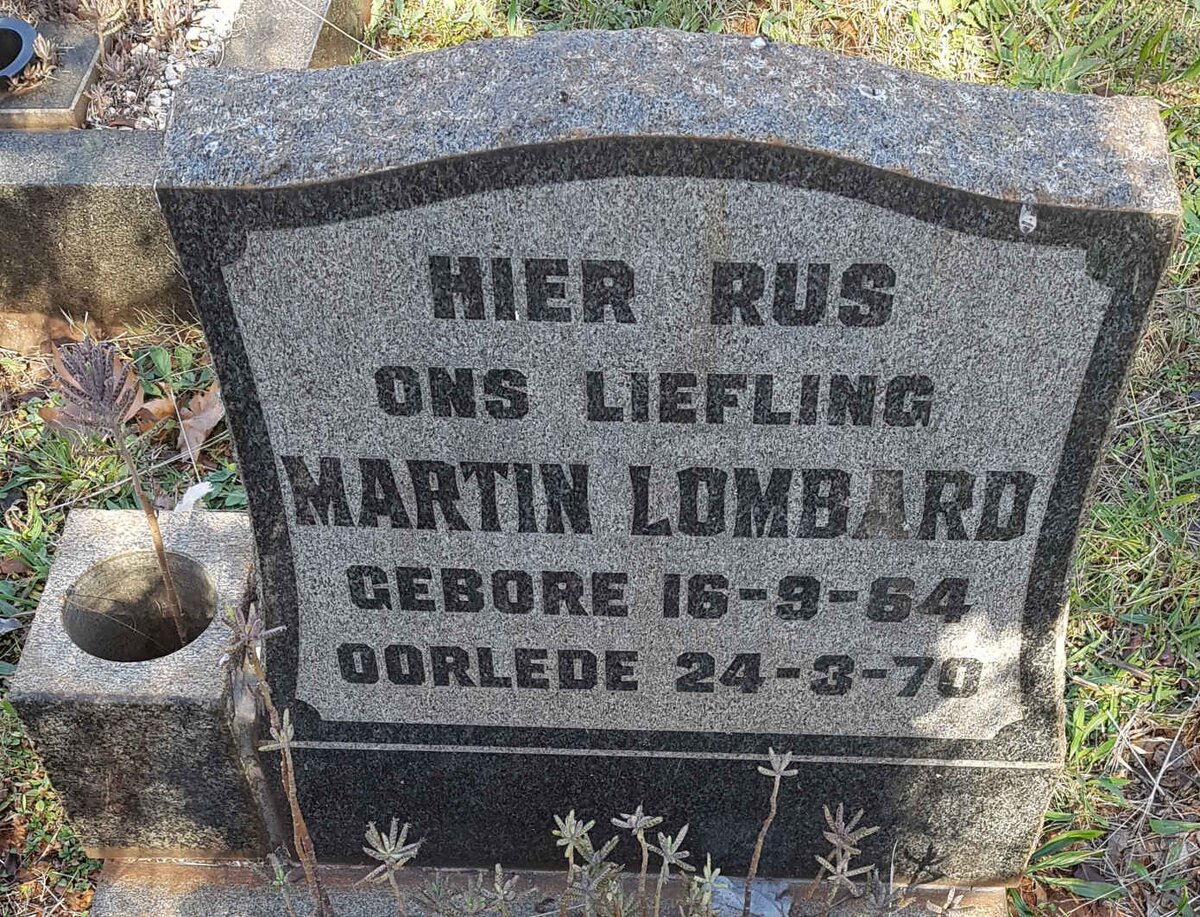 HIER RUS
ONS LIEFLING
MARTIN LOMBARD
GEBORE 16-9-64
OORLEDE 24-3-70